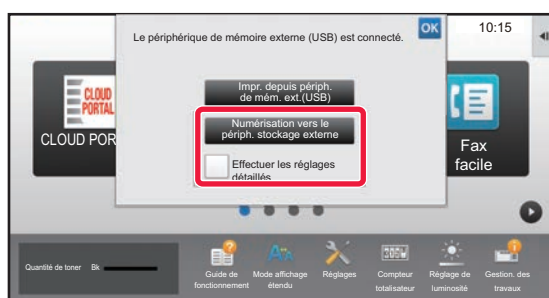 Le périphérique de mémoire externe (USB) est connecté.
OK
10:15
Impr. depuis périph.
de mém. ext.(USB)
Numérisation vers le
périph. stockage externe
Effectuer les réglages
détaillés
CLOUD
PORTAL
CLOUD POR
Fax
facile
Quantité de toner Bk
Guide de
fonctionnement
Mode affichage
étendu
Réglages
Compteur
totalisateur
Réglage de
luminosité
Gestion. des
travaux